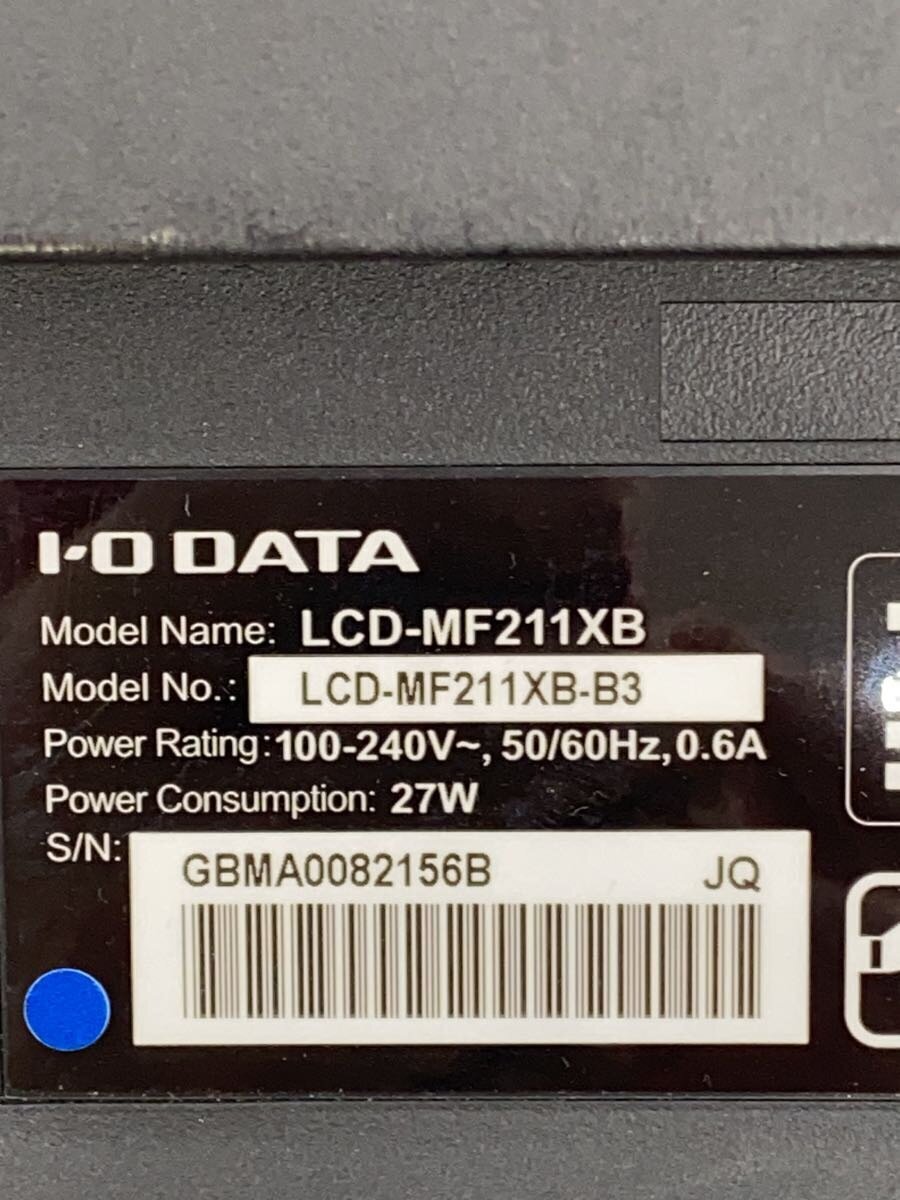 I-O DATA
Model Name: LCD-MF211XB
Model No.: LCD-MF211XB-B3
Power Rating: 100-240V~, 50/60Hz, 0.6A
Power Consumption: 27W
S/N:
GBMA0082156B JQ